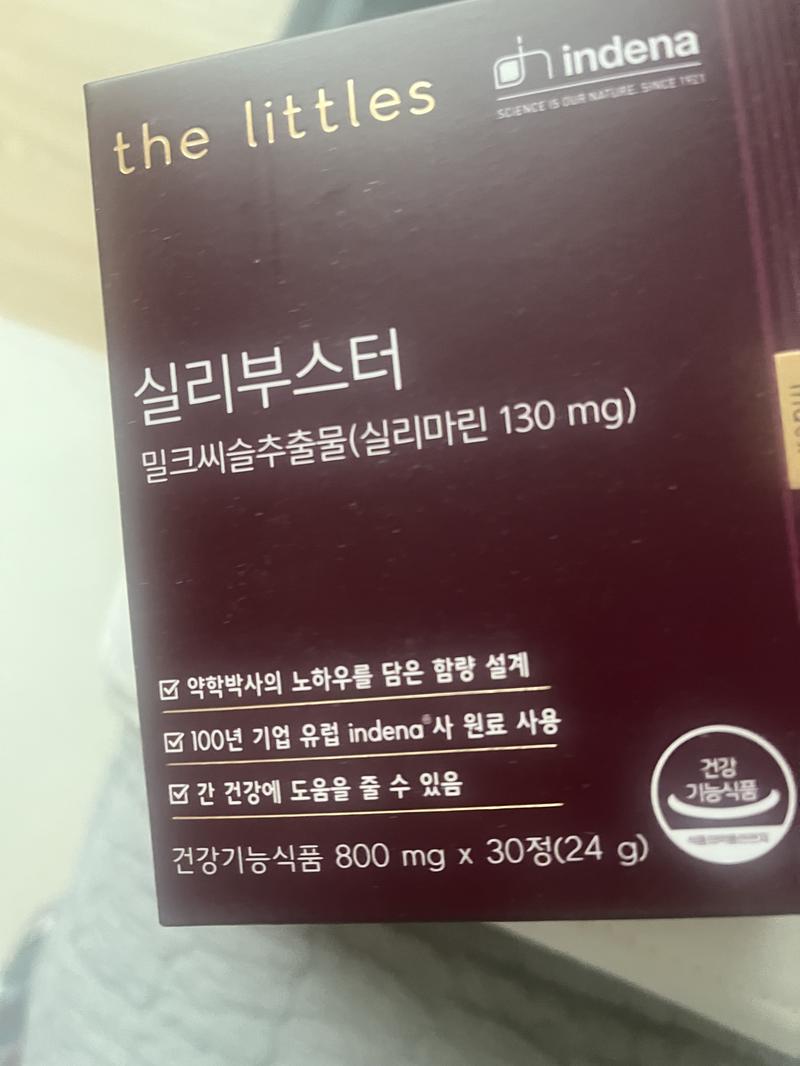 the littles
indena
SCIENCE IS OUR NATURE. SINCE 1921
실리부스터
밀크씨슬추출물(실리마린 130 mg)
약학박사의 노하우를 담은 함량 설계
100년 기업 유럽 indena®사 원료 사용
간 건강에 도움을 줄 수 있음
건강
기능식품
건강기능식품 800 mg x 30정(24 g)